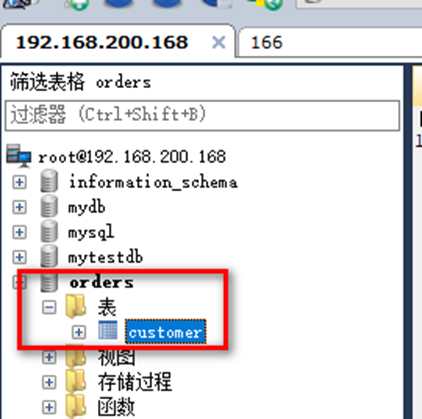 192.168.200.168 166
筛选表格 orders
过滤器 (Ctrl+Shift+B)
root@192.168.200.168
information_schema
mydb
mysql
mytestdb
orders
表
customer
视图
存储过程
函数